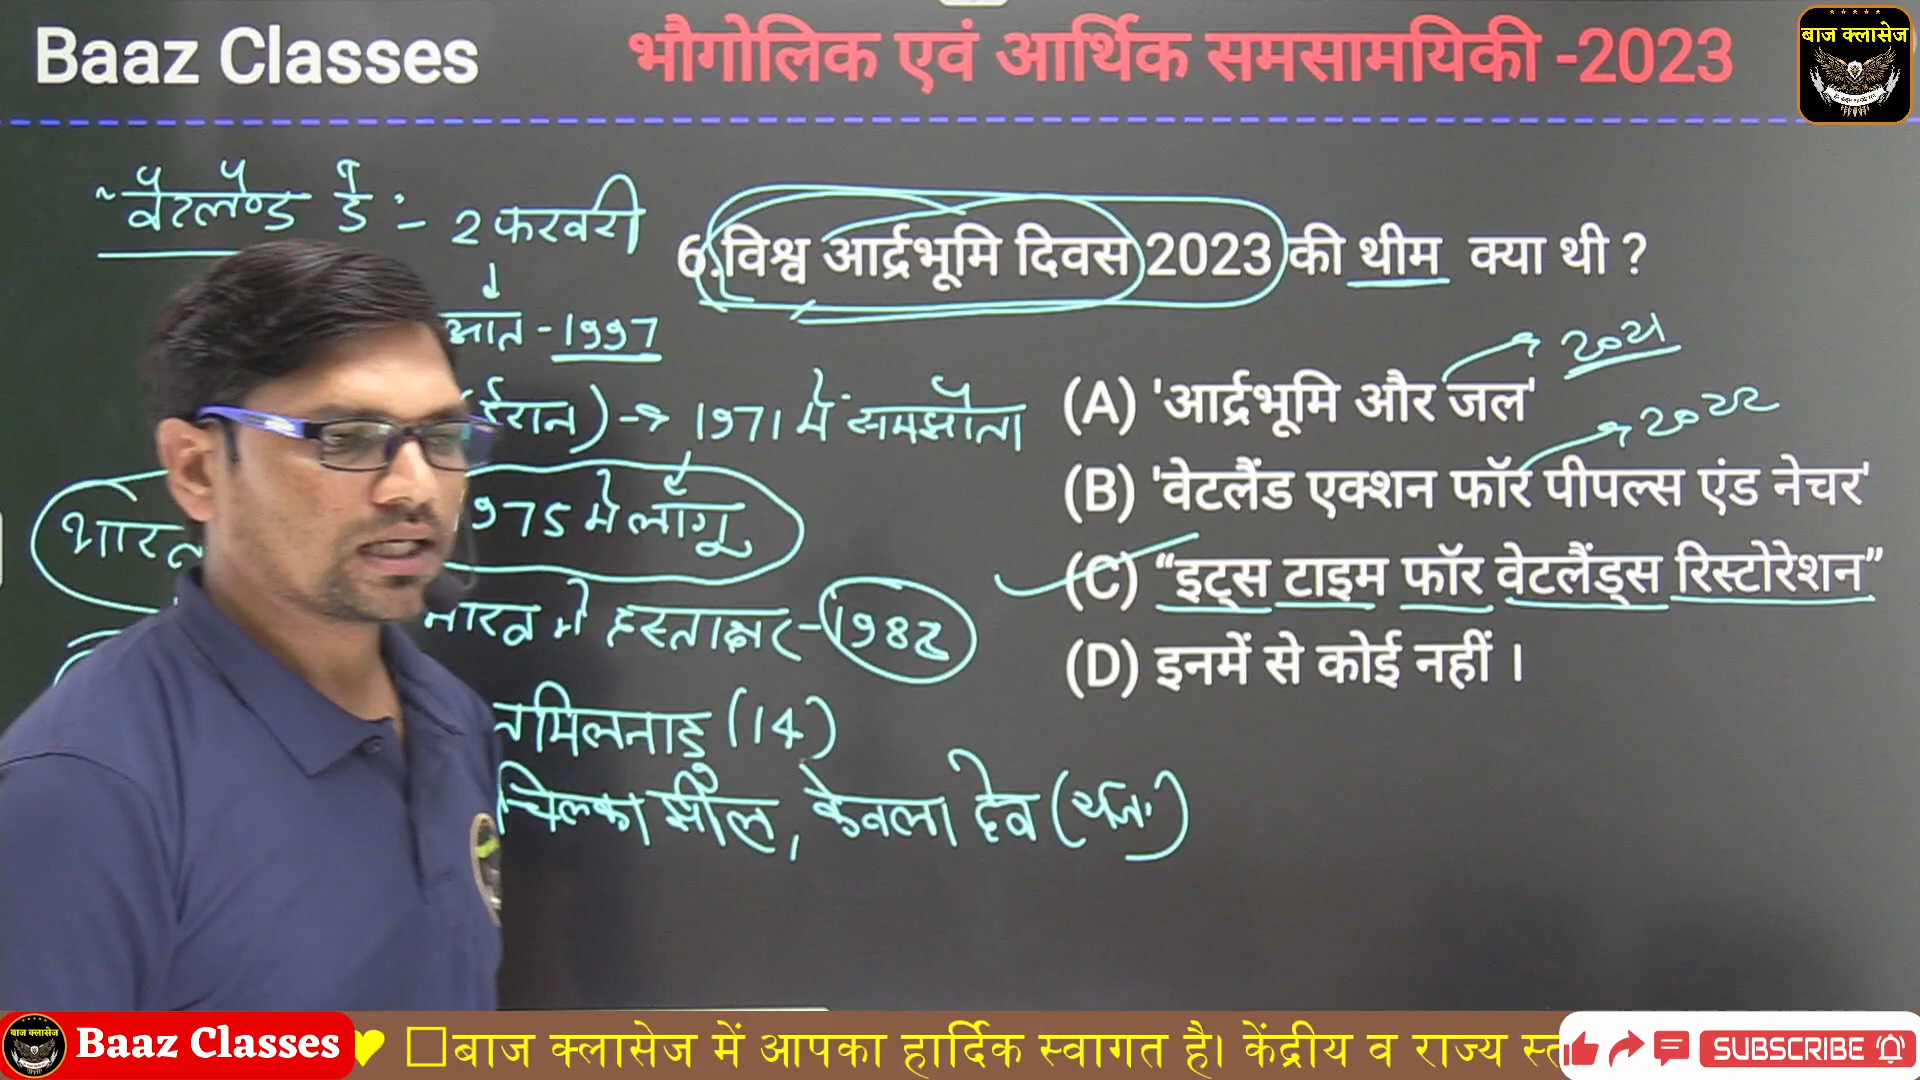 Baaz Classes
भौगोलिक एवं आर्थिक समसामयिकी -2023
बाज क्लासेज
वेटलैण्ड डे :- 2 फरवरी
6.विश्व आर्द्रभूमि दिवस 2023 की थीम क्या थी ?
1997
2021
(A) 'आर्द्रभूमि और जल'
(ईरान) → 1971 में समझौता
2022
(B) 'वेटलैंड एक्शन फॉर पीपल्स एंड नेचर'
भारत
1975 में लागू
(C) “इट्स टाइम फॉर वेटलैंड्स रिस्टोरेशन”
भारत में हस्ताक्षर - 1982
(D) इनमें से कोई नहीं ।
तमिलनाडु (14)
चिल्का झील, केवला देव (राज.)
बाज क्लासेज
Baaz Classes
बाज क्लासेज में आपका हार्दिक स्वागत है। केंद्रीय व राज्य स्त
SUBSCRIBE